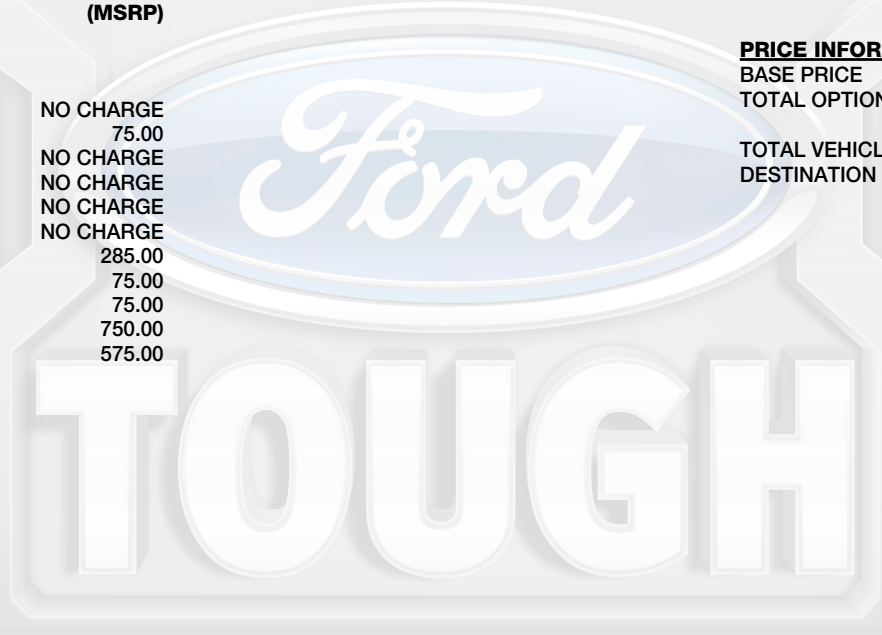 (MSRP)
NO CHARGE
75.00
NO CHARGE
NO CHARGE
NO CHARGE
NO CHARGE
285.00
75.00
75.00
750.00
575.00
PRICE INFOR
BASE PRICE
TOTAL OPTION
TOTAL VEHICL
DESTINATION
Ford
TOUGH